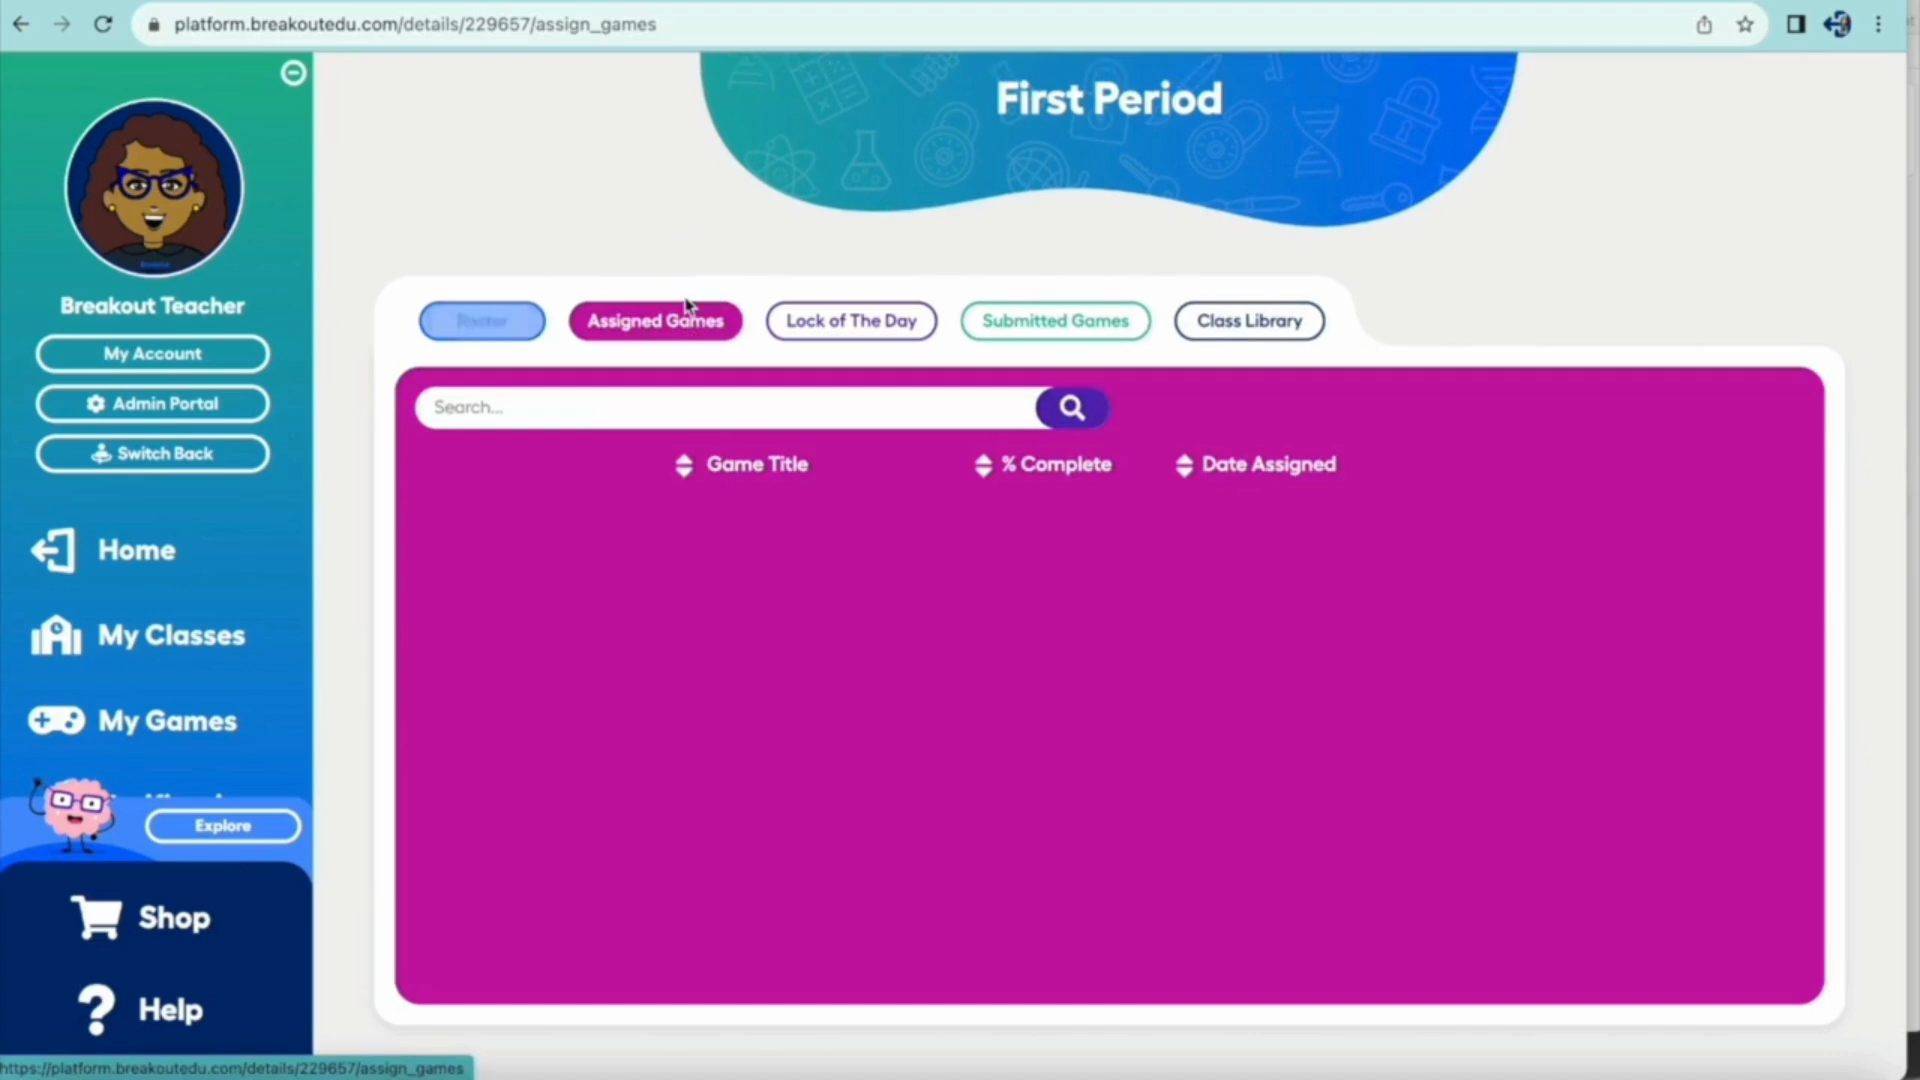 platform.breakoutedu.com/details/229657/assign_games
First Period
Breakout Teacher
My Account
Admin Portal
Switch Back
Home
My Classes
My Games
Explore
Shop
Help
Roster
Assigned Games
Lock of The Day
Submitted Games
Class Library
Search...
Game Title
% Complete
Date Assigned
https://platform.breakoutedu.com/details/229657/assign_games